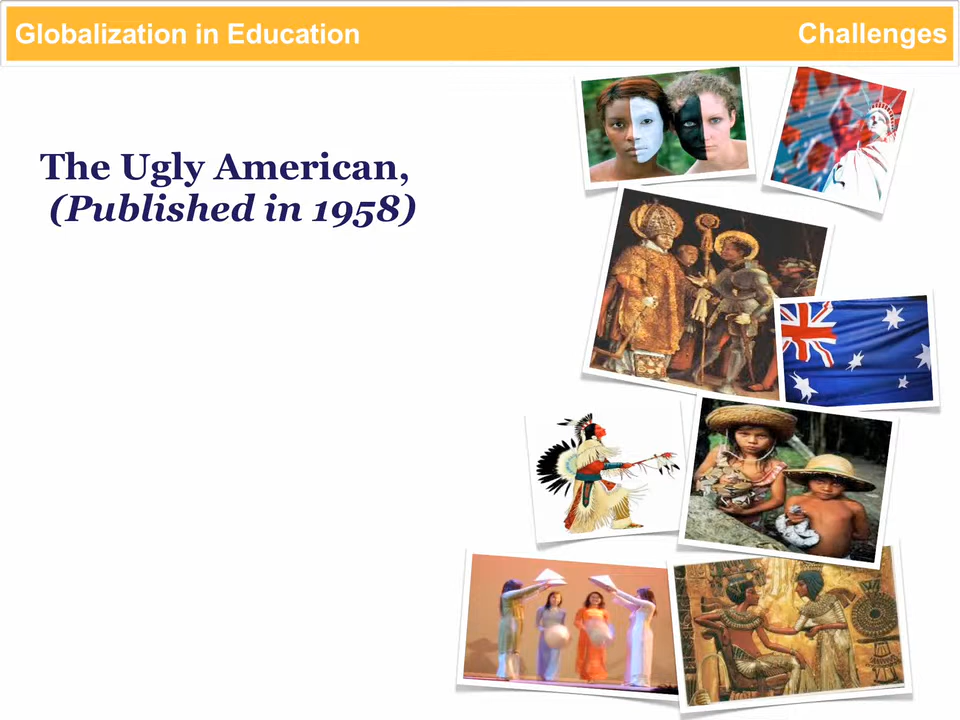 Globalization in Education
Challenges
The Ugly American,
(Published in 1958)